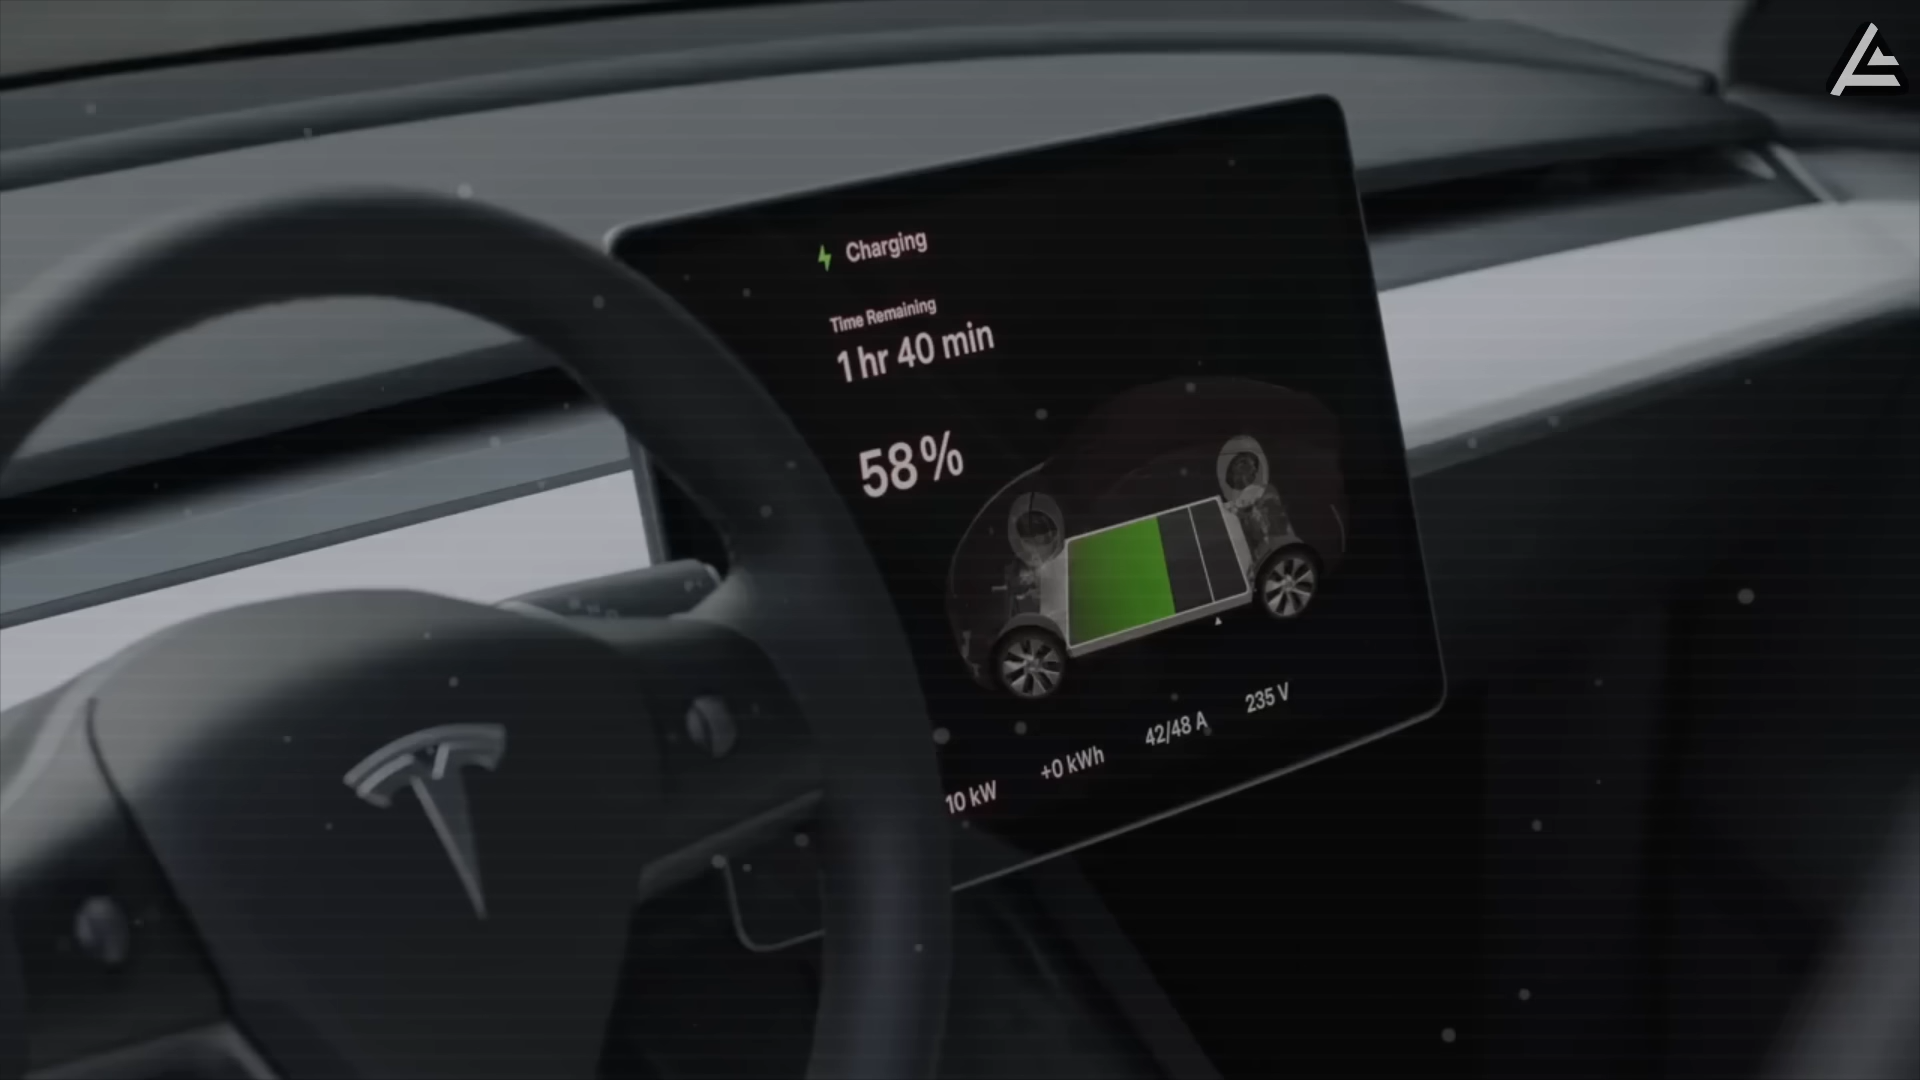 Charging
Time Remaining
1 hr 40 min
58%
10 kW +0 kWh 42/48 A 235 V